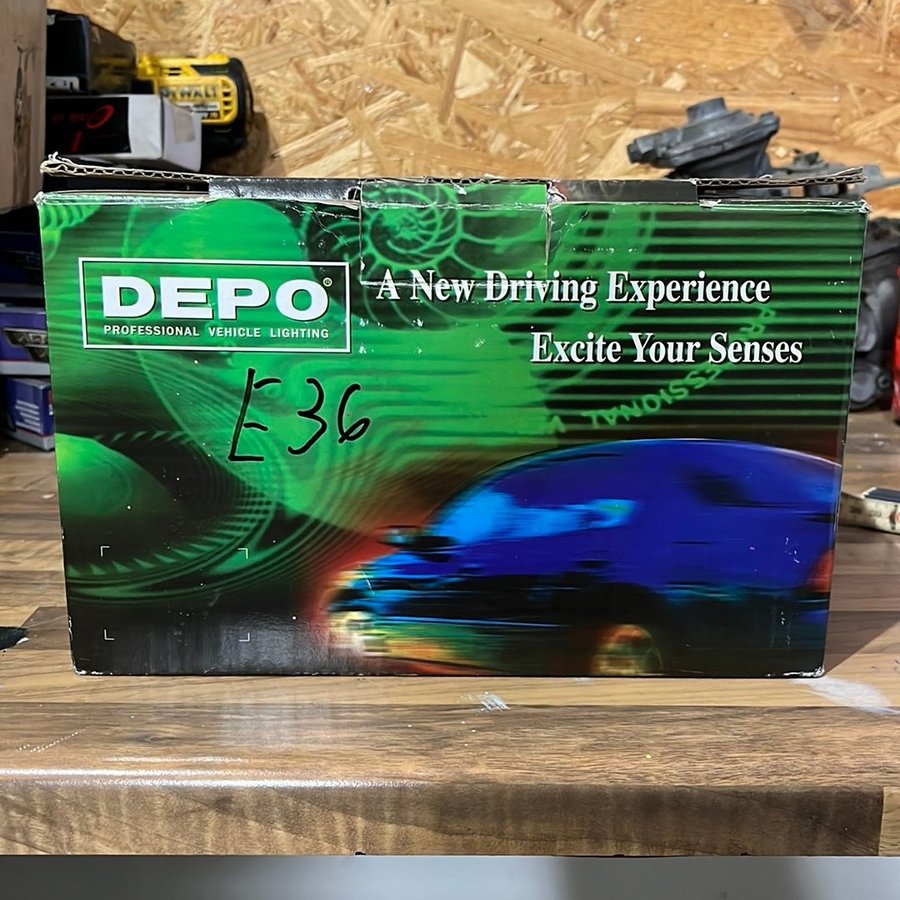 DEWALT
DEPO®
PROFESSIONAL VEHICLE LIGHTING
A New Driving Experience
Excite Your Senses
E36